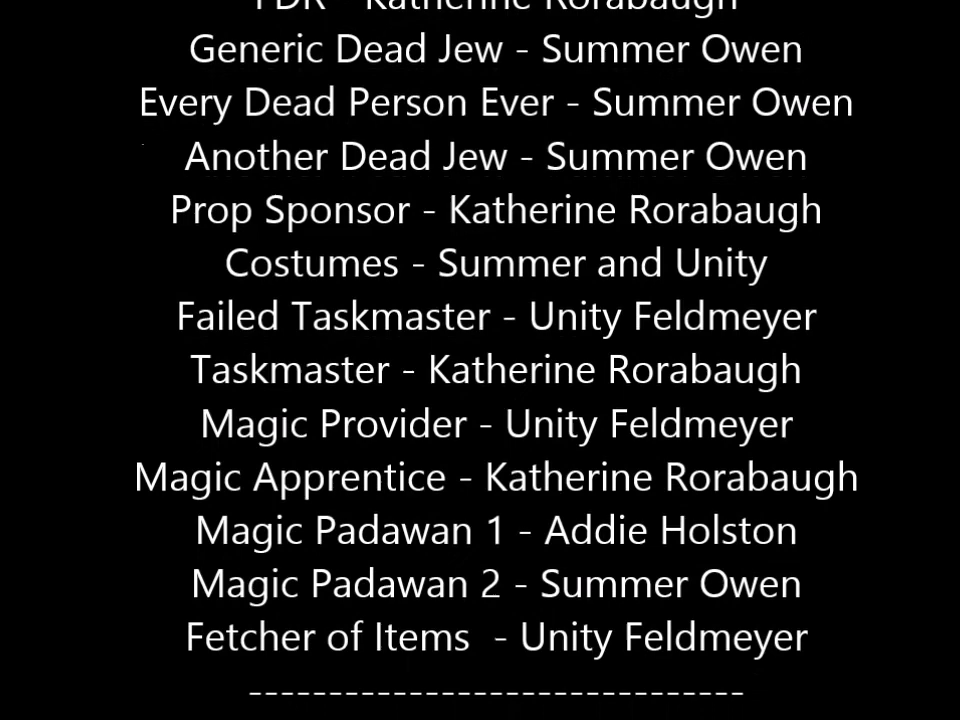 FDR - Katherine Rorabaugh
Generic Dead Jew - Summer Owen
Every Dead Person Ever - Summer Owen
Another Dead Jew - Summer Owen
Prop Sponsor - Katherine Rorabaugh
Costumes - Summer and Unity
Failed Taskmaster - Unity Feldmeyer
Taskmaster - Katherine Rorabaugh
Magic Provider - Unity Feldmeyer
Magic Apprentice - Katherine Rorabaugh
Magic Padawan 1 - Addie Holston
Magic Padawan 2 - Summer Owen
Fetcher of Items  - Unity Feldmeyer
-------------------------------